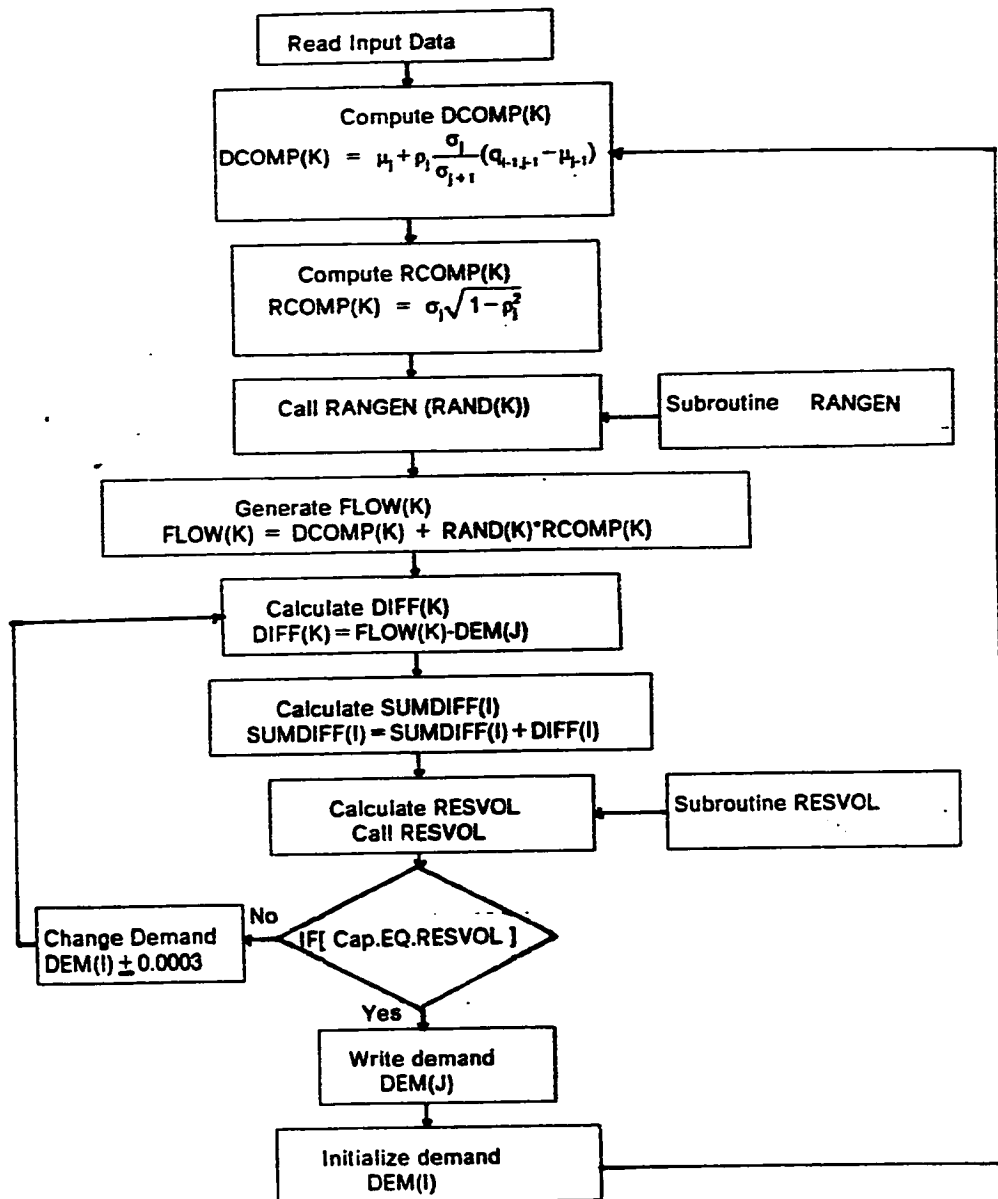 Read Input Data
Compute DCOMP(K)
DCOMP(K) = μj + ρj σj/σj+1 (qi-1,j-1 − μj-1)
Compute RCOMP(K)
RCOMP(K) = σj√1−ρj²
Call RANGEN (RAND(K))
Subroutine RANGEN
Generate FLOW(K)
FLOW(K) = DCOMP(K) + RAND(K)*RCOMP(K)
Calculate DIFF(K)
DIFF(K)=FLOW(K)-DEM(J)
Calculate SUMDIFF(I)
SUMDIFF(I)=SUMDIFF(I)+DIFF(I)
Calculate RESVOL
Call RESVOL
Subroutine RESVOL
IF[ Cap.EQ.RESVOL ]
No
Change Demand
DEM(I) ± 0.0003
Yes
Write demand
DEM(J)
Initialize demand
DEM(I)